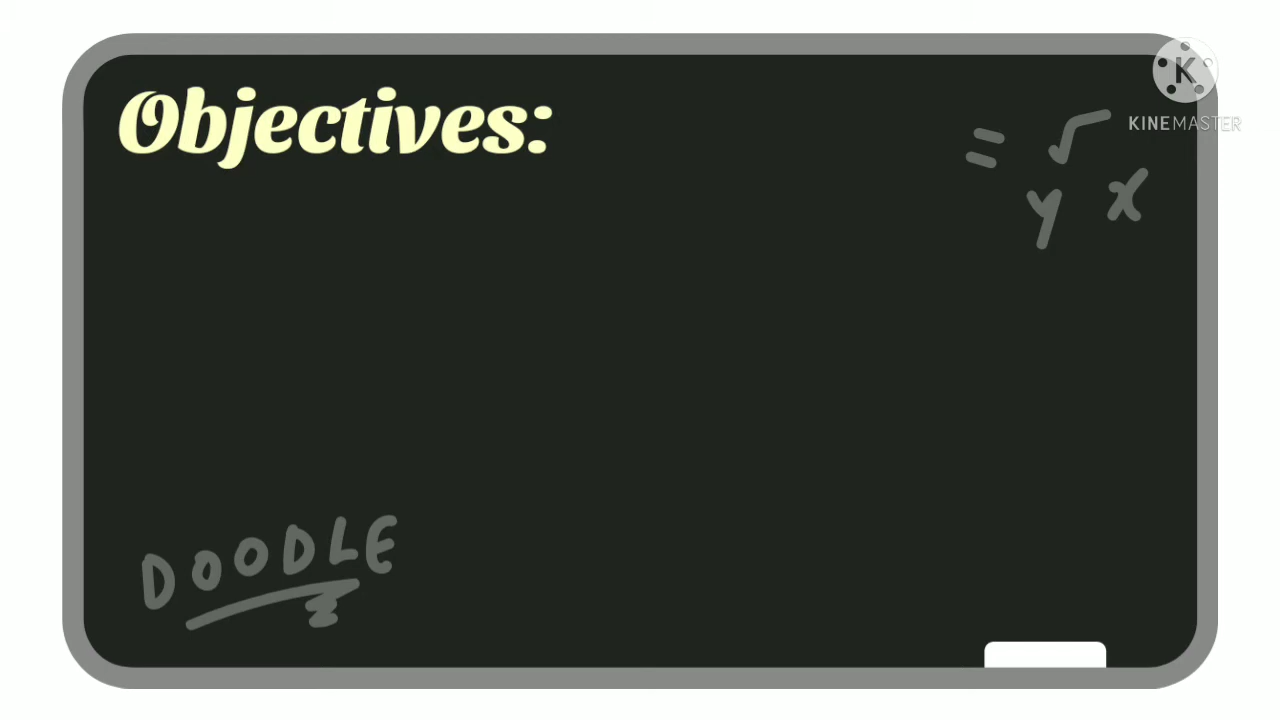 Objectives:
= √
y x
K
KINEMASTER
DOODLE